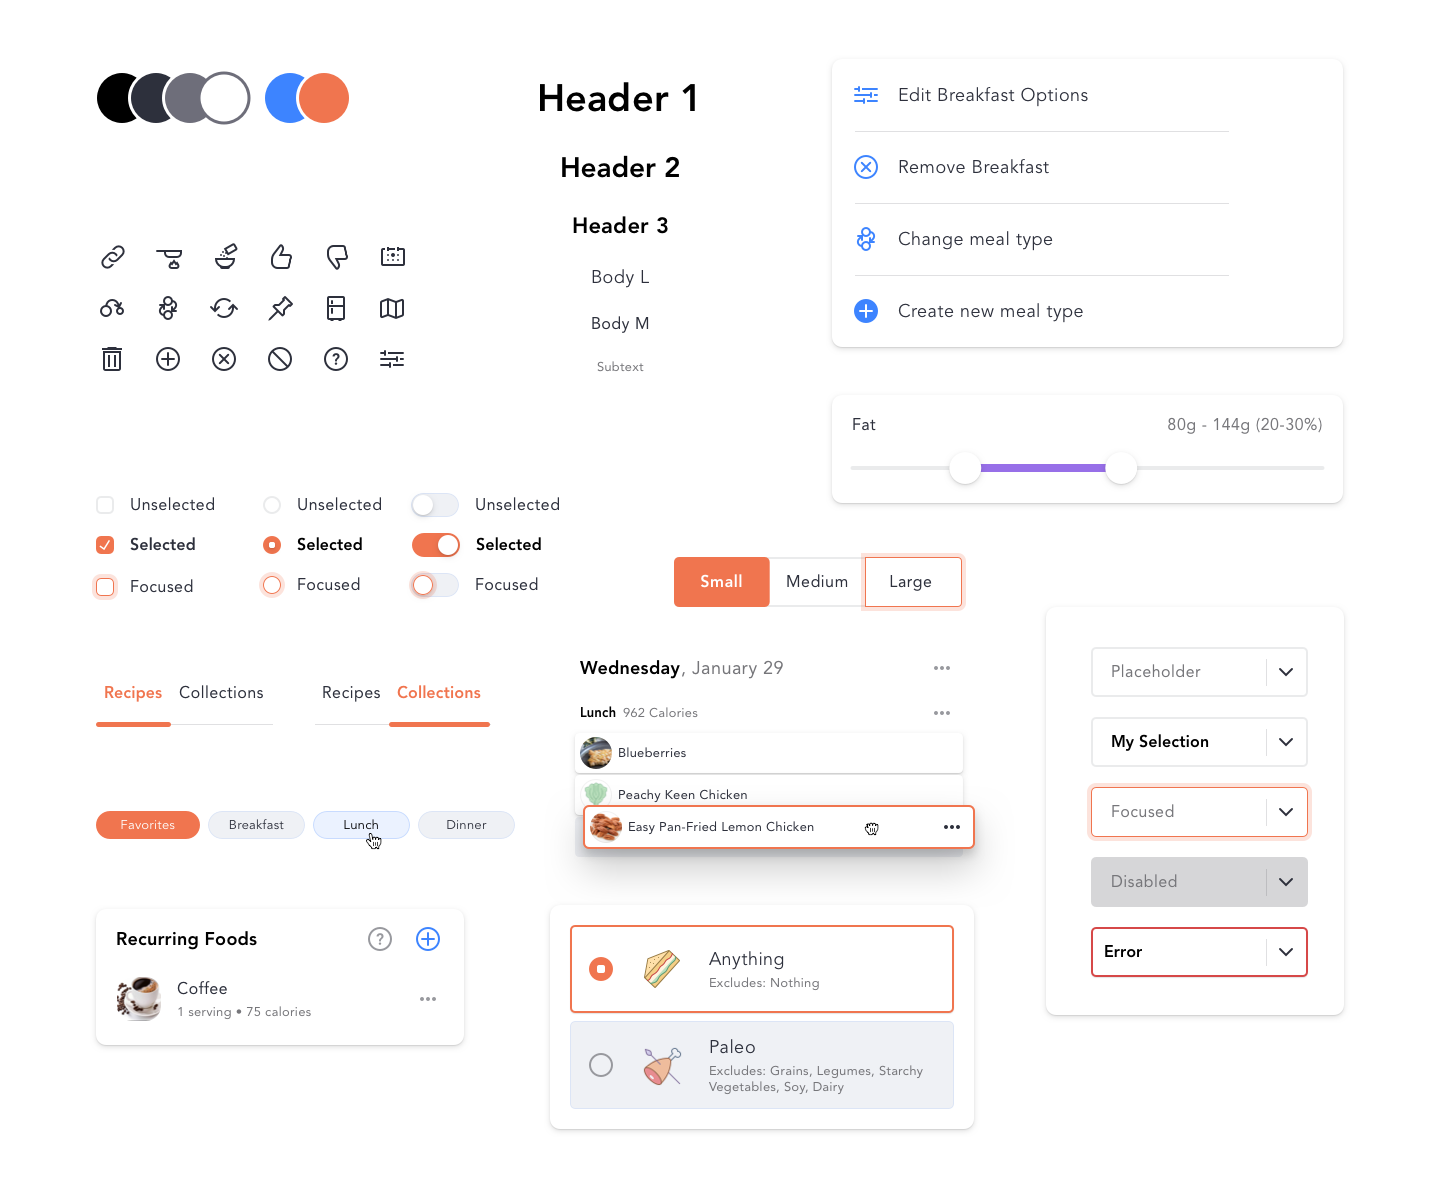 Header 1
Header 2
Header 3
Body L
Body M
Subtext
Edit Breakfast Options
Remove Breakfast
Change meal type
Create new meal type
Fat
80g - 144g (20-30%)
Unselected
Selected
Focused
Unselected
Selected
Focused
Unselected
Selected
Focused
Small
Medium
Large
Recipes
Collections
Recipes
Collections
Favorites
Breakfast
Lunch
Dinner
Wednesday, January 29
Lunch 962 Calories
Blueberries
Peachy Keen Chicken
Easy Pan-Fried Lemon Chicken
Placeholder
My Selection
Focused
Disabled
Error
Recurring Foods
?
Coffee
1 serving • 75 calories
Anything
Excludes: Nothing
Paleo
Excludes: Grains, Legumes, Starchy
Vegetables, Soy, Dairy